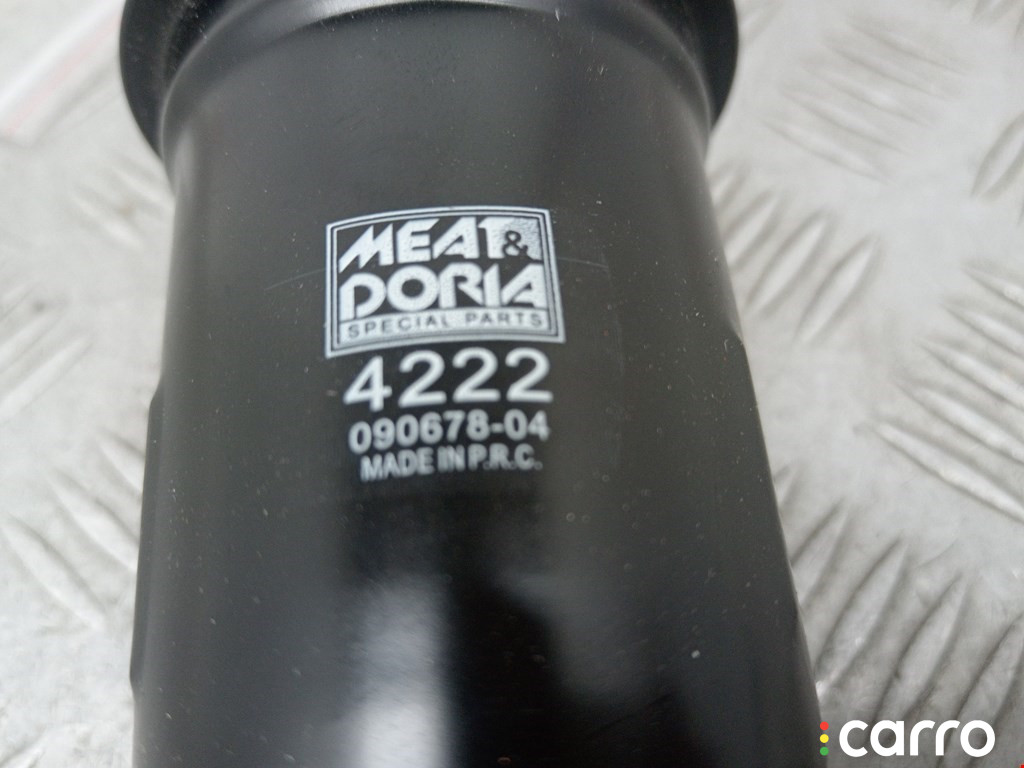 MEAT &
DORIA
SPECIAL PARTS
4222
090678-04
MADE IN P.R.C.
carro